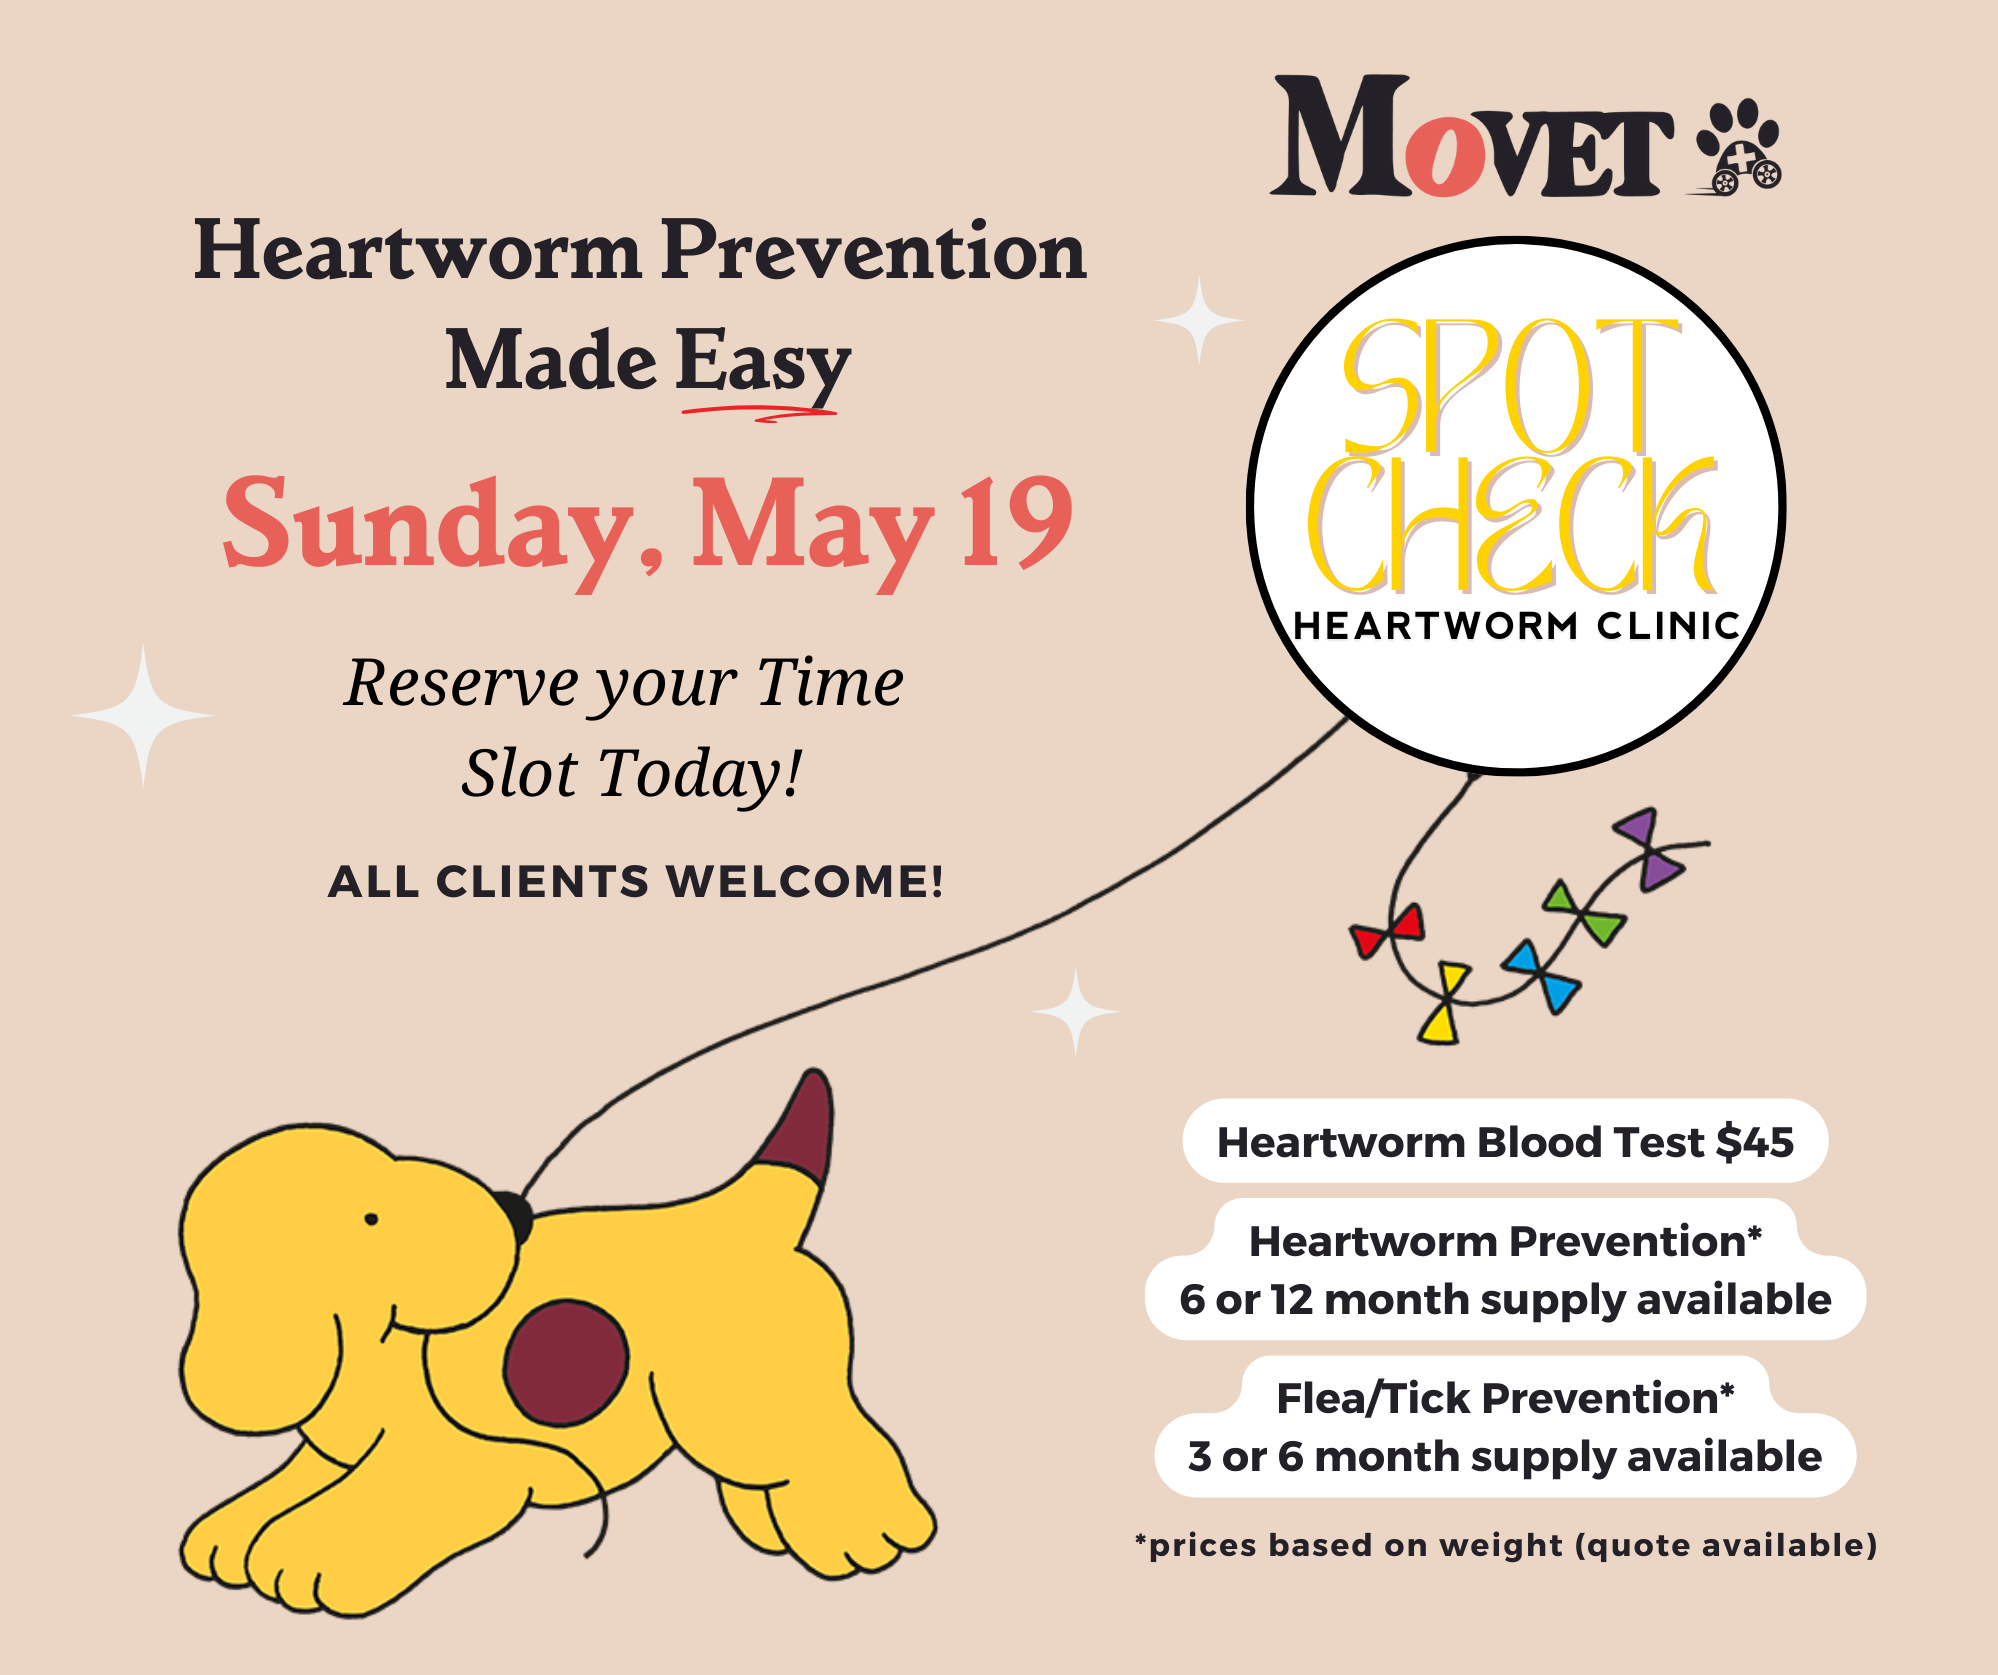 MOVET
Heartworm Prevention
Made Easy
Sunday, May 19
Reserve your Time
Slot Today!
ALL CLIENTS WELCOME!
SPOT
CHECK
HEARTWORM CLINIC
Heartworm Blood Test $45
Heartworm Prevention*
6 or 12 month supply available
Flea/Tick Prevention*
3 or 6 month supply available
*prices based on weight (quote available)